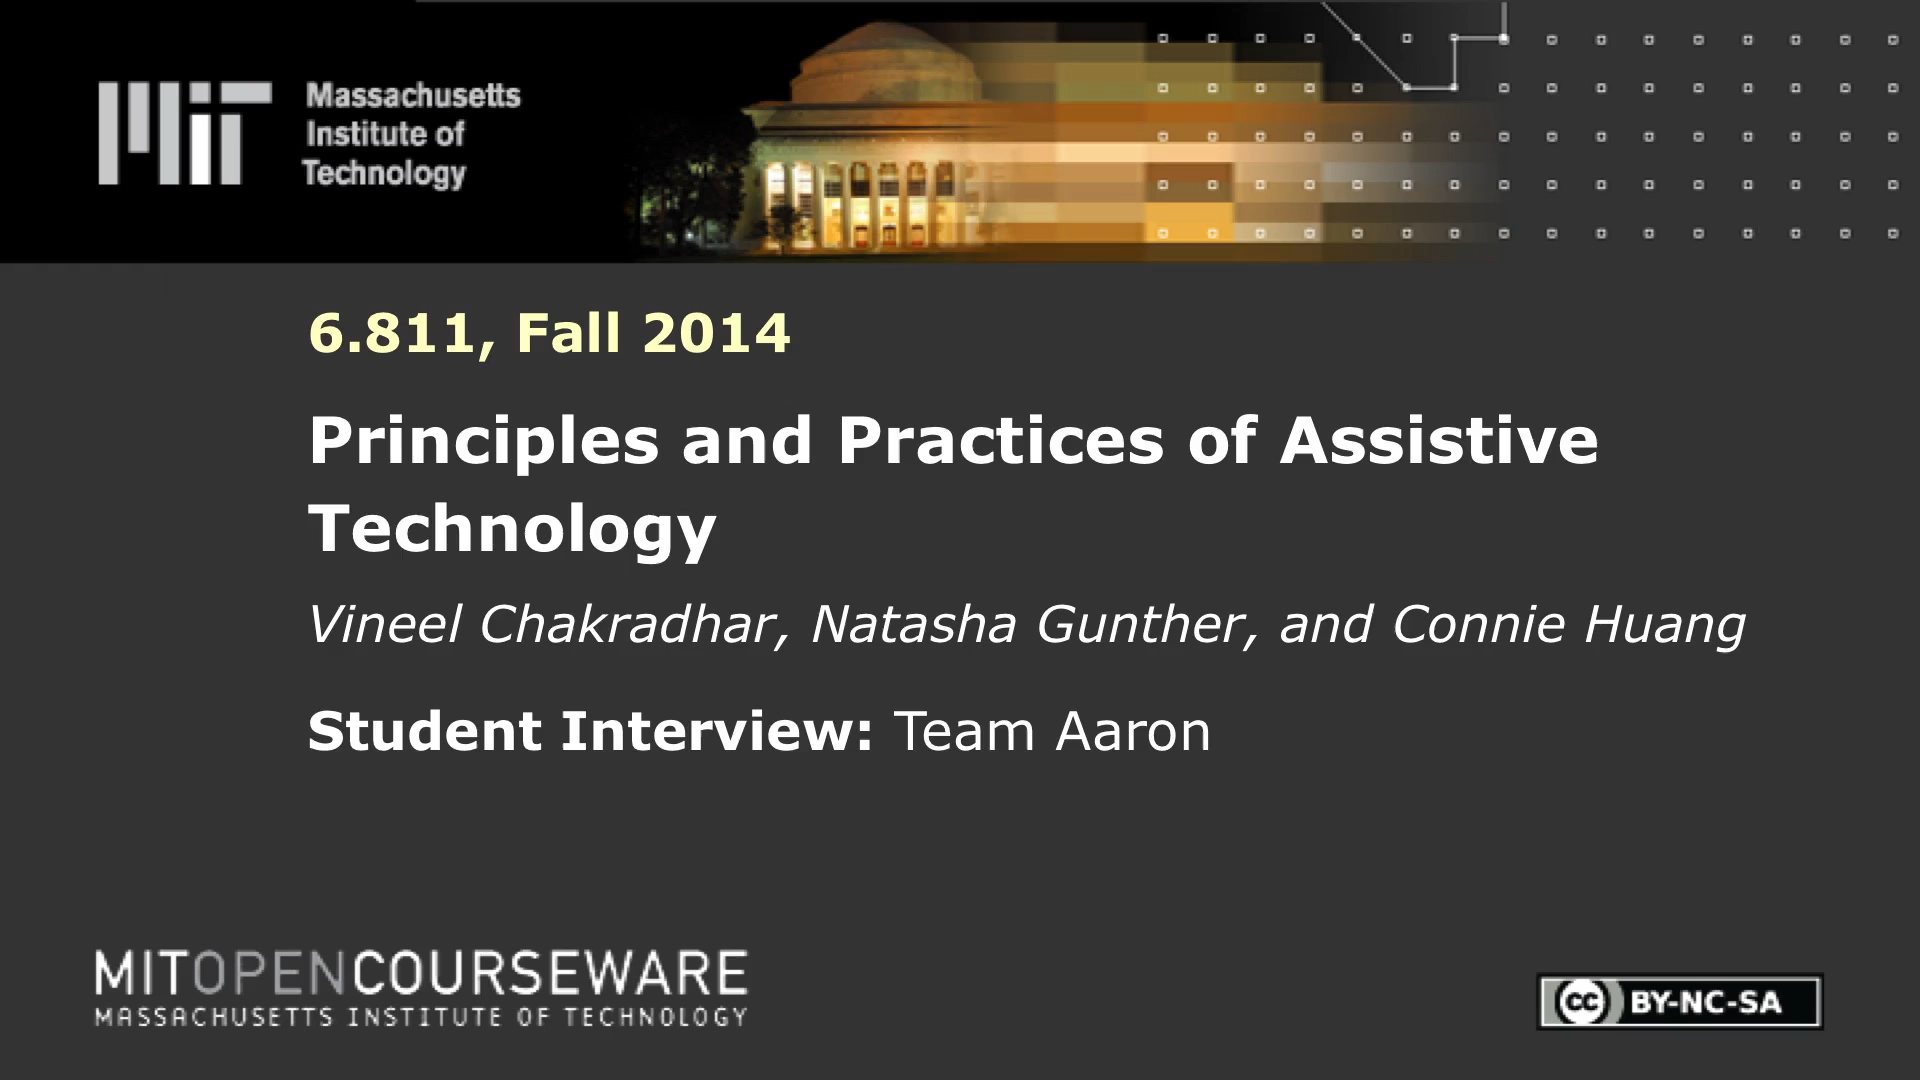 MIT
Massachusetts
Institute of
Technology
6.811, Fall 2014
Principles and Practices of Assistive
Technology
Vineel Chakradhar, Natasha Gunther, and Connie Huang
Student Interview: Team Aaron
MITOPENCOURSEWARE
MASSACHUSETTS INSTITUTE OF TECHNOLOGY
cc BY-NC-SA